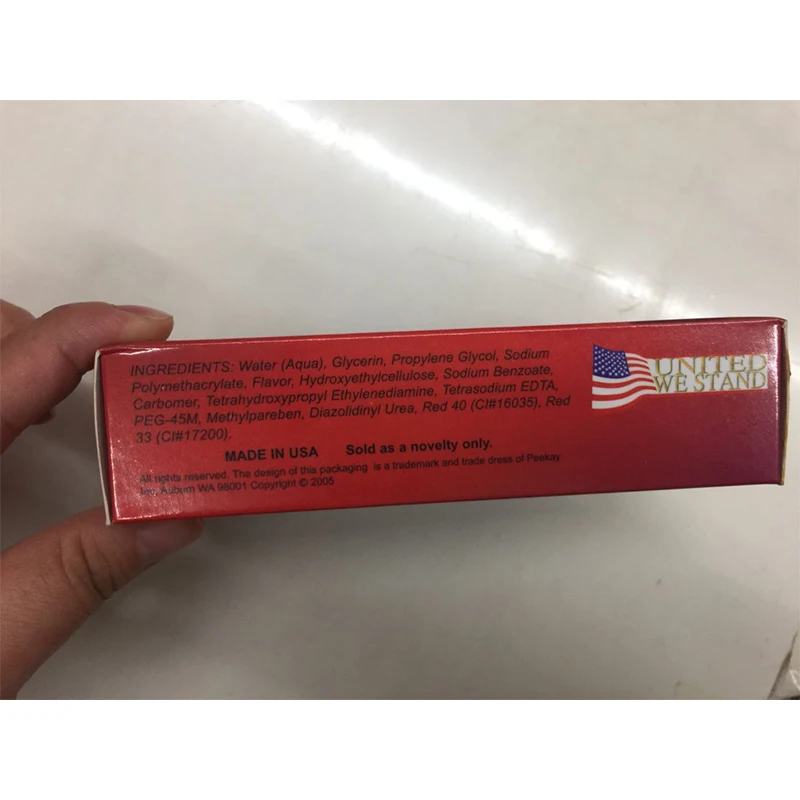 INGREDIENTS: Water (Aqua), Glycerin, Propylene Glycol, Sodium
Polymethacrylate, Flavor, Hydroxyethylcellulose, Sodium Benzoate,
Carbomer, Tetrahydroxypropyl Ethylenediamine, Tetrasodium EDTA,
PEG-45M, Methylpareben, Diazolidinyl Urea, Red 40 (CI#16035), Red
33 (CI#17200).
MADE IN USA Sold as a novelty only.
All rights reserved. The design of this packaging is a trademark and trade dress of Peekay
Inc, Auburn WA 98001 Copyright © 2005
UNITED
WE STAND